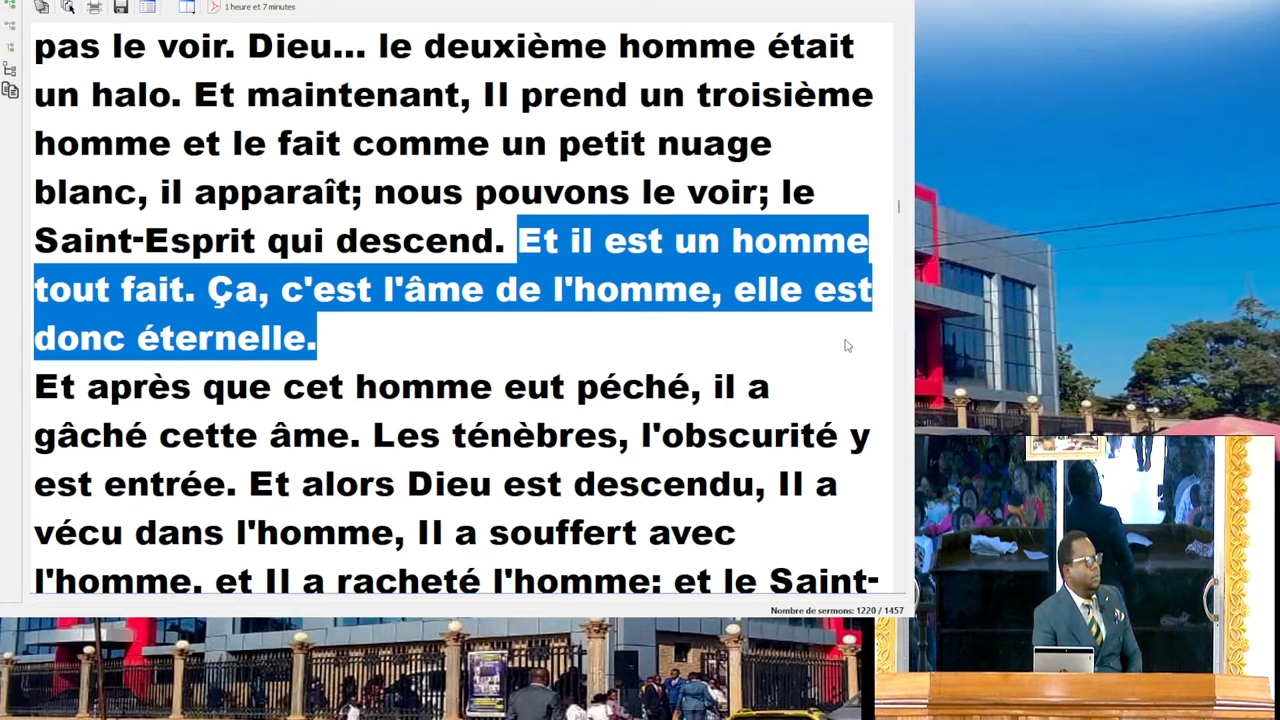 1 heure et 7 minutes
pas le voir. Dieu... le deuxième homme était
un halo. Et maintenant, Il prend un troisième
homme et le fait comme un petit nuage
blanc, il apparaît; nous pouvons le voir; le
Saint-Esprit qui descend. Et il est un homme
tout fait. Ça, c'est l'âme de l'homme, elle est
donc éternelle.
Et après que cet homme eut péché, il a
gâché cette âme. Les ténèbres, l'obscurité y
est entrée. Et alors Dieu est descendu, Il a
vécu dans l'homme, Il a souffert avec
l'homme, et Il a racheté l'homme; et le Saint-
Nombre de sermons: 1220 / 1457